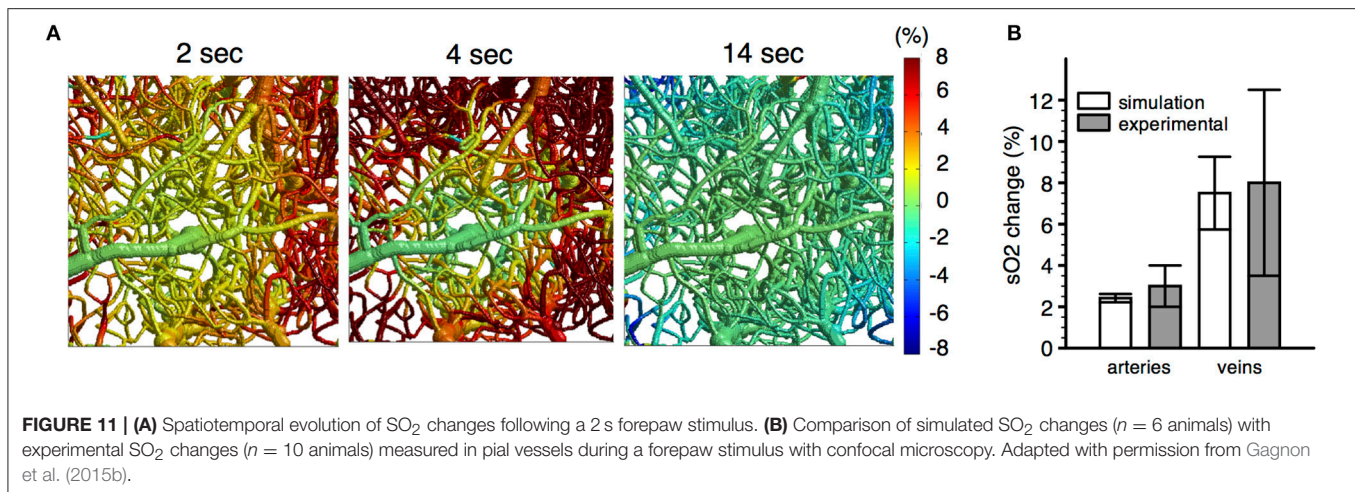 A
2 sec
4 sec
14 sec
(%)
8
6
4
2
0
-2
-4
-6
-8
B
simulation
experimental
sO2 change (%)
12
10
8
6
4
2
0
arteries
veins
FIGURE 11 | (A) Spatiotemporal evolution of SO₂ changes following a 2 s forepaw stimulus. (B) Comparison of simulated SO₂ changes (n = 6 animals) with
experimental SO₂ changes (n = 10 animals) measured in pial vessels during a forepaw stimulus with confocal microscopy. Adapted with permission from Gagnon
et al. (2015b).